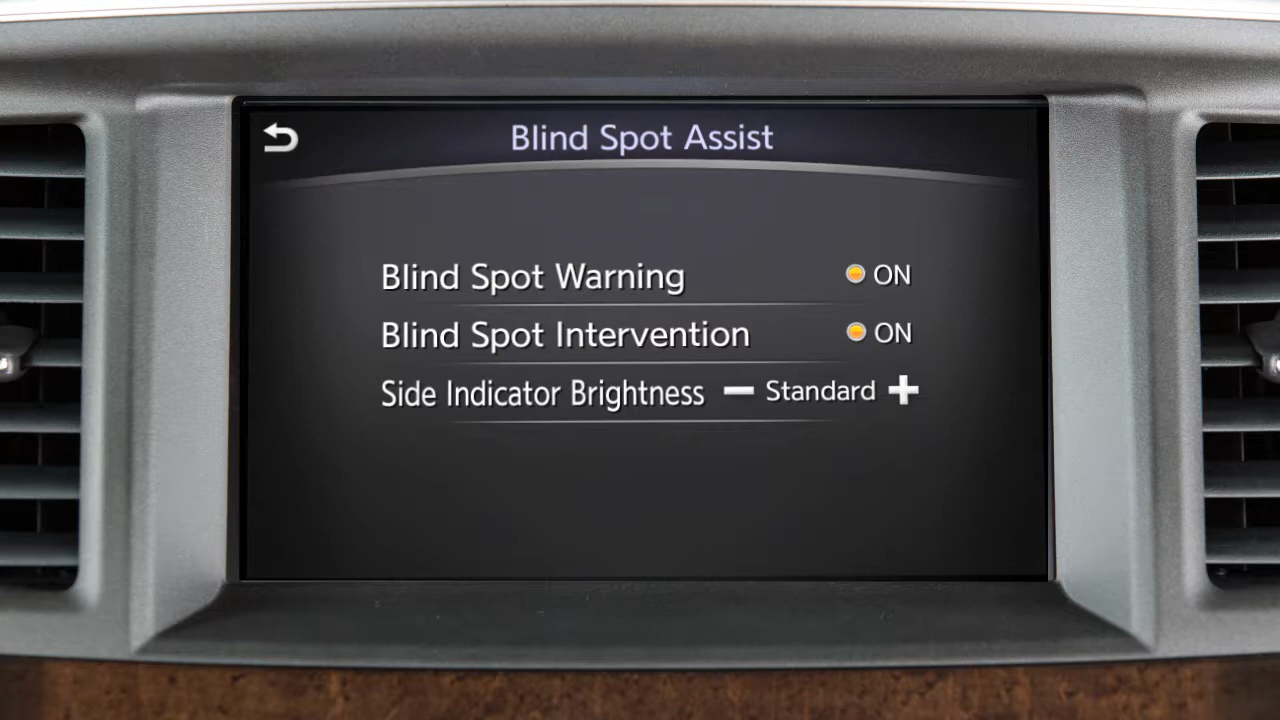 Blind Spot Assist
Blind Spot Warning ON
Blind Spot Intervention ON
Side Indicator Brightness − Standard +